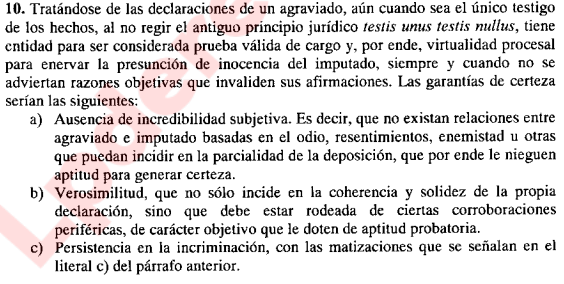 10. Tratándose de las declaraciones de un agraviado, aún cuando sea el único testigo
de los hechos, al no regir el antiguo principio jurídico testis unus testis nullus, tiene
entidad para ser considerada prueba válida de cargo y, por ende, virtualidad procesal
para enervar la presunción de inocencia del imputado, siempre y cuando no se
adviertan razones objetivas que invaliden sus afirmaciones. Las garantías de certeza
serían las siguientes:
a) Ausencia de incredibilidad subjetiva. Es decir, que no existan relaciones entre
agraviado e imputado basadas en el odio, resentimientos, enemistad u otras
que puedan incidir en la parcialidad de la deposición, que por ende le nieguen
aptitud para generar certeza.
b) Verosimilitud, que no sólo incide en la coherencia y solidez de la propia
declaración, sino que debe estar rodeada de ciertas corroboraciones
periféricas, de carácter objetivo que le doten de aptitud probatoria.
c) Persistencia en la incriminación, con las matizaciones que se señalan en el
literal c) del párrafo anterior.